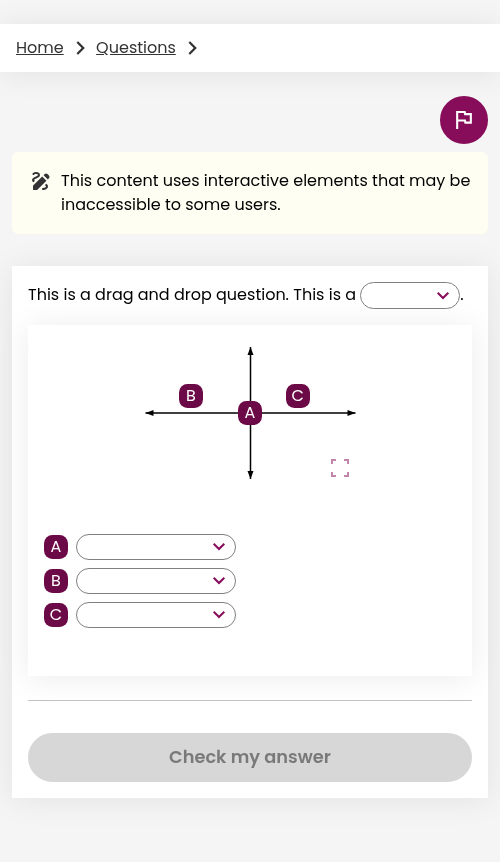 Home Questions
This content uses interactive elements that may be
inaccessible to some users.
This is a drag and drop question. This is a .
B C
A
A
B
C
Check my answer